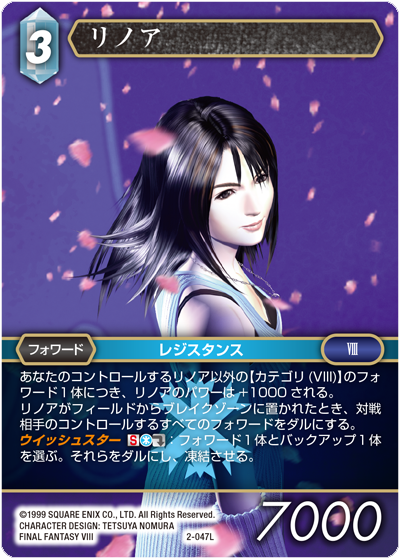 3
リノア
フォワード
レジスタンス
VIII
あなたのコントロールするリノア以外の【カテゴリ (VIII)】のフォ
ワード1体につき、リノアのパワーは +1000 される。
リノアがフィールドからブレイクゾーンに置かれたとき、対戦
相手のコントロールするすべてのフォワードをダルにする。
ウイッシュスター S 氷 : フォワード1体とバックアップ1体
を選ぶ。それらをダルにし、凍結させる。
©1999 SQUARE ENIX CO., LTD. All Rights Reserved.
CHARACTER DESIGN: TETSUYA NOMURA
FINAL FANTASY VIII
2-047L
7000